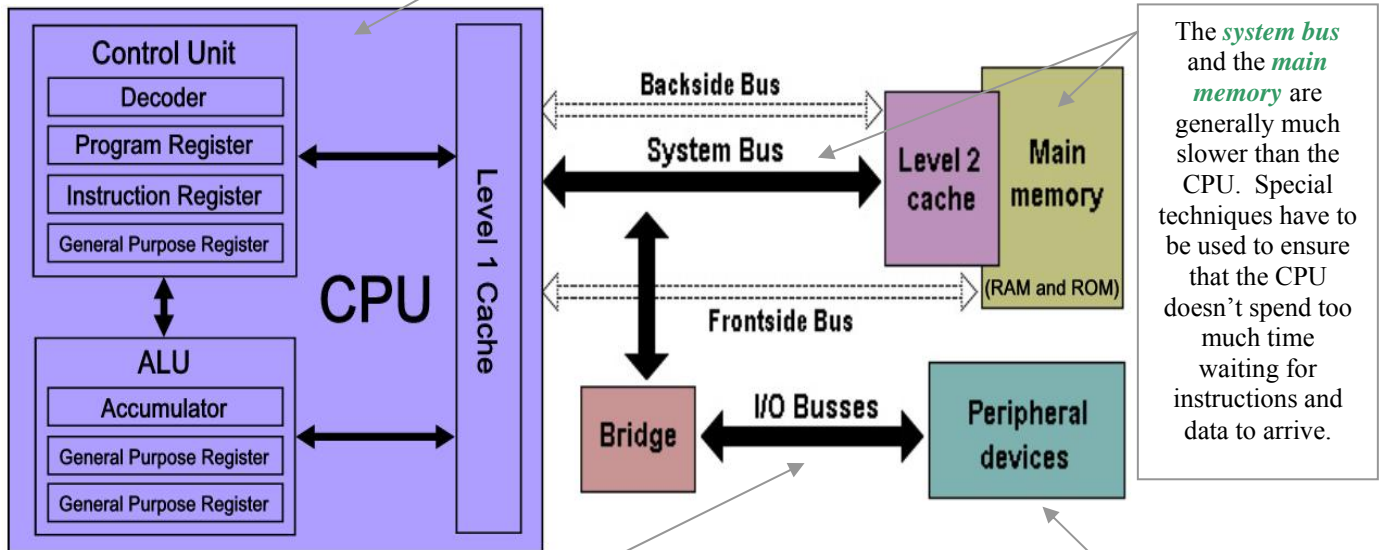 Control Unit
Decoder
Program Register
Instruction Register
General Purpose Register
CPU
ALU
Accumulator
General Purpose Register
General Purpose Register
Level 1 Cache
Backside Bus
System Bus
Frontside Bus
Level 2
cache
Main
memory
(RAM and ROM)
Bridge
I/O Busses
Peripheral
devices
The system bus
and the main
memory are
generally much
slower than the
CPU.  Special
techniques have to
be used to ensure
that the CPU
doesn’t spend too
much time
waiting for
instructions and
data to arrive.